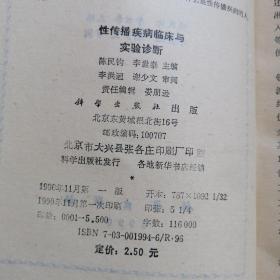 性传播疾病临床与
实验诊断
陈民钧 李世泰 主编
李洪迥 谢少文 审阅
责任编辑 娄朋逊
科学出版社 出版
北京东黄城根北街16号
邮政编码:100707
北京市大兴县张各庄印刷厂印刷
科学出版社发行 各地新华书店经销
1990年11月第一版 开本:787×1092 1/32
1990年11月第一次印刷 印张:5 1/4
印数:0001-5,500 字数:116 000
ISBN 7-03-001994-6/R·96
定价:2.50 元